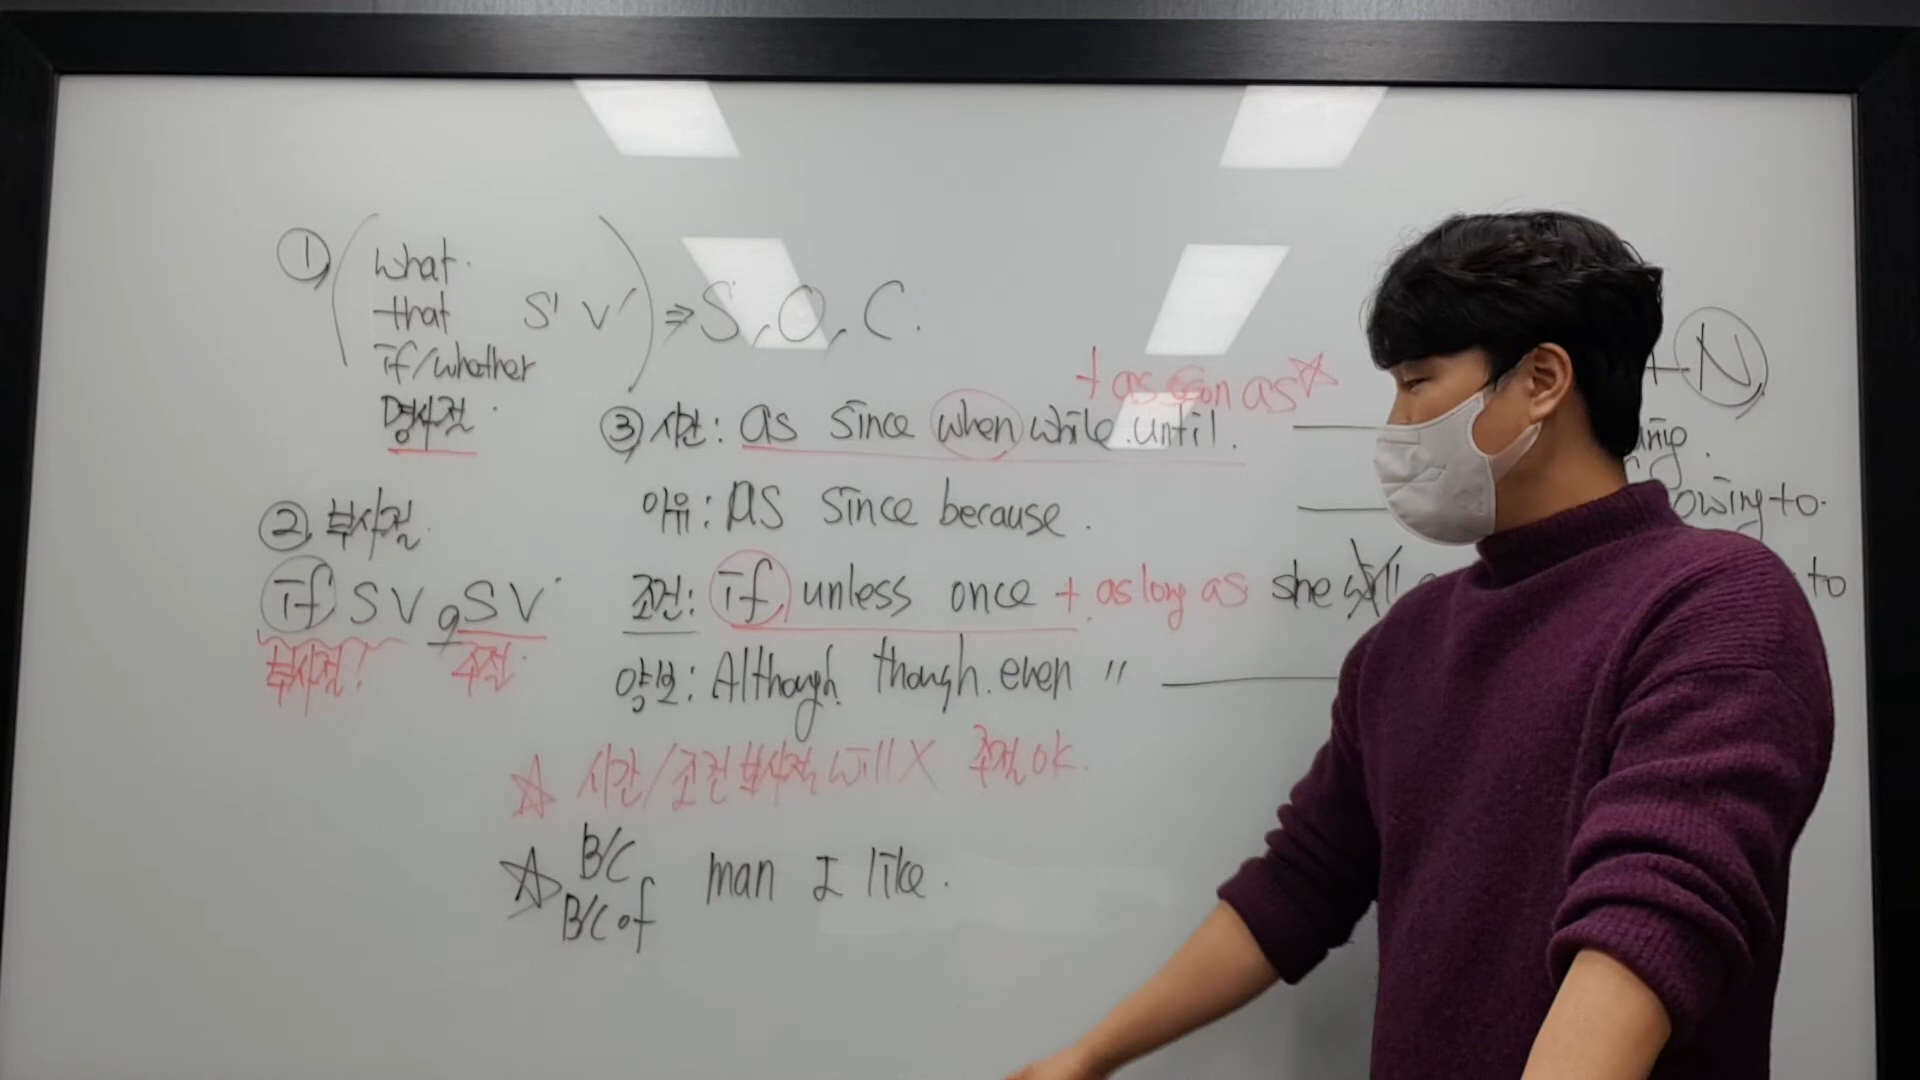 ① what
that S' V' ⇒ S, O, C.
if/whether
명사절
+ as soon as☆
+ N
③ 시간: as since when while until.
이유: AS since because.
owing to.
② 부사절
if SV, SV
부사절! 주절
조건: if unless once + as long as she will
to
양보: Although. though. even 〃
☆ 시간/조건 부사절 will X 주절 OK.
☆ B/C
B/C of man I like.